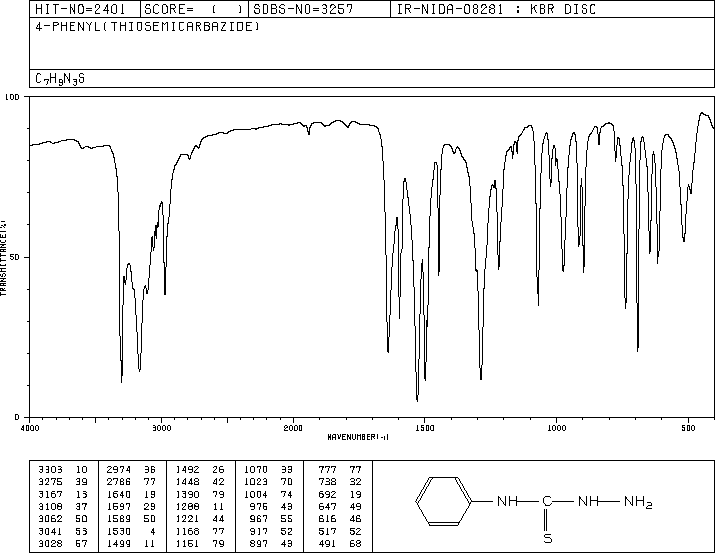 HIT-NO=2401 SCORE= ( ) SDBS-NO=3257 IR-NIDA-08281 : KBR DISC
4-PHENYL(THIOSEMICARBAZIDE)
C₇H₉N₃S
100
50
0
TRANSMITTANCE(%)
4000 3000 2000 1500 1000 500
WAVENUMBER(-1)
3303 10 2974 36 1492 26 1070 33 777 77
3275 39 2786 77 1448 42 1023 70 738 32
3167 13 1640 19 1390 79 1004 74 692 19
3108 37 1597 29 1288 11 976 43 647 49
3062 50 1589 50 1221 44 967 55 616 46
3041 53 1530 4 1168 77 917 52 517 52
3028 57 1499 11 1151 79 897 43 491 68
NH C NH NH₂
S